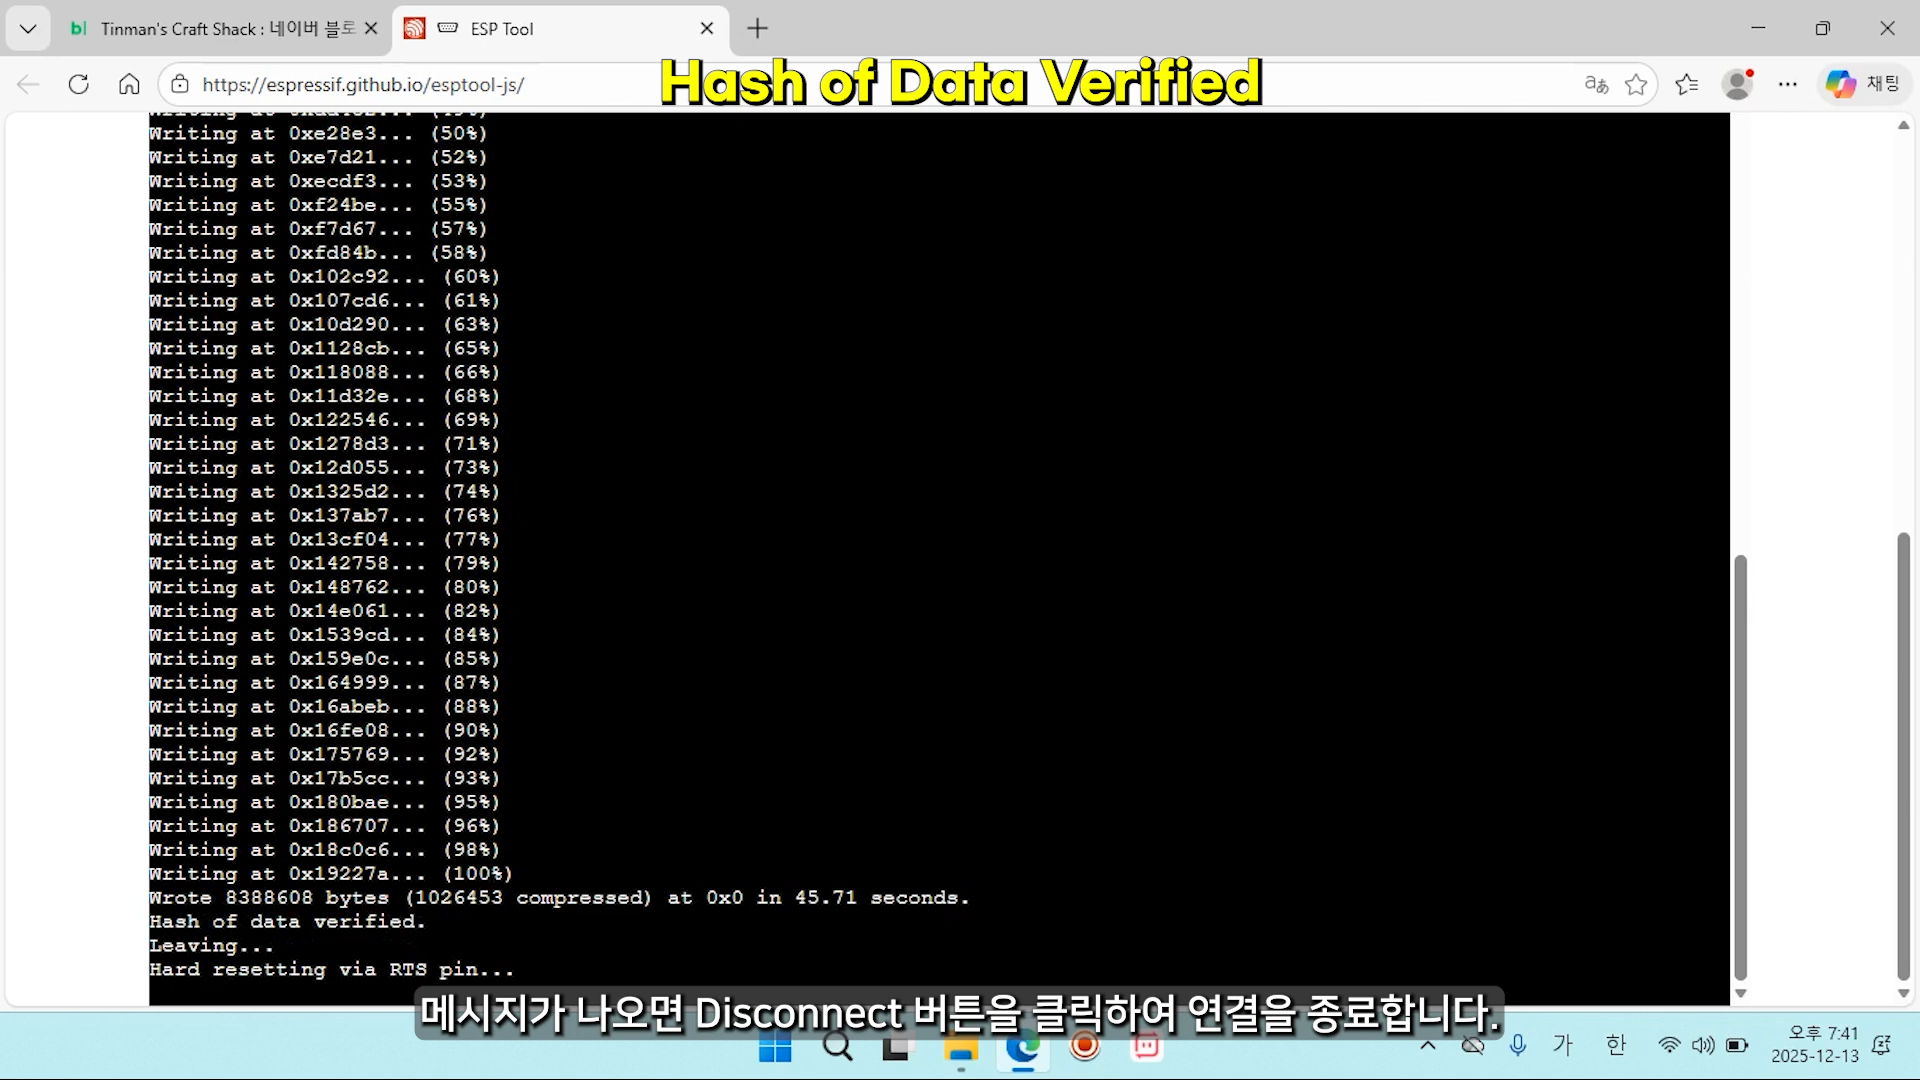 Tinman's Craft Shack : 네이버 블로
ESP Tool
https://espressif.github.io/esptool-js/
Hash of Data Verified
채팅
Writing at 0xe28e3... (50%)
Writing at 0xe7d21... (52%)
Writing at 0xecdf3... (53%)
Writing at 0xf24be... (55%)
Writing at 0xf7d67... (57%)
Writing at 0xfd84b... (58%)
Writing at 0x102c92... (60%)
Writing at 0x107cd6... (61%)
Writing at 0x10d290... (63%)
Writing at 0x1128cb... (65%)
Writing at 0x118088... (66%)
Writing at 0x11d32e... (68%)
Writing at 0x122546... (69%)
Writing at 0x1278d3... (71%)
Writing at 0x12d055... (73%)
Writing at 0x1325d2... (74%)
Writing at 0x137ab7... (76%)
Writing at 0x13cf04... (77%)
Writing at 0x142758... (79%)
Writing at 0x148762... (80%)
Writing at 0x14e061... (82%)
Writing at 0x1539cd... (84%)
Writing at 0x159e0c... (85%)
Writing at 0x164999... (87%)
Writing at 0x16abeb... (88%)
Writing at 0x16fe08... (90%)
Writing at 0x175769... (92%)
Writing at 0x17b5cc... (93%)
Writing at 0x180bae... (95%)
Writing at 0x186707... (96%)
Writing at 0x18c0c6... (98%)
Writing at 0x19227a... (100%)
Wrote 8388608 bytes (1026453 compressed) at 0x0 in 45.71 seconds.
Hash of data verified.
Leaving...
Hard resetting via RTS pin...
메시지가 나오면 Disconnect 버튼을 클릭하여 연결을 종료합니다.
가
한
오후 7:41
2025-12-13